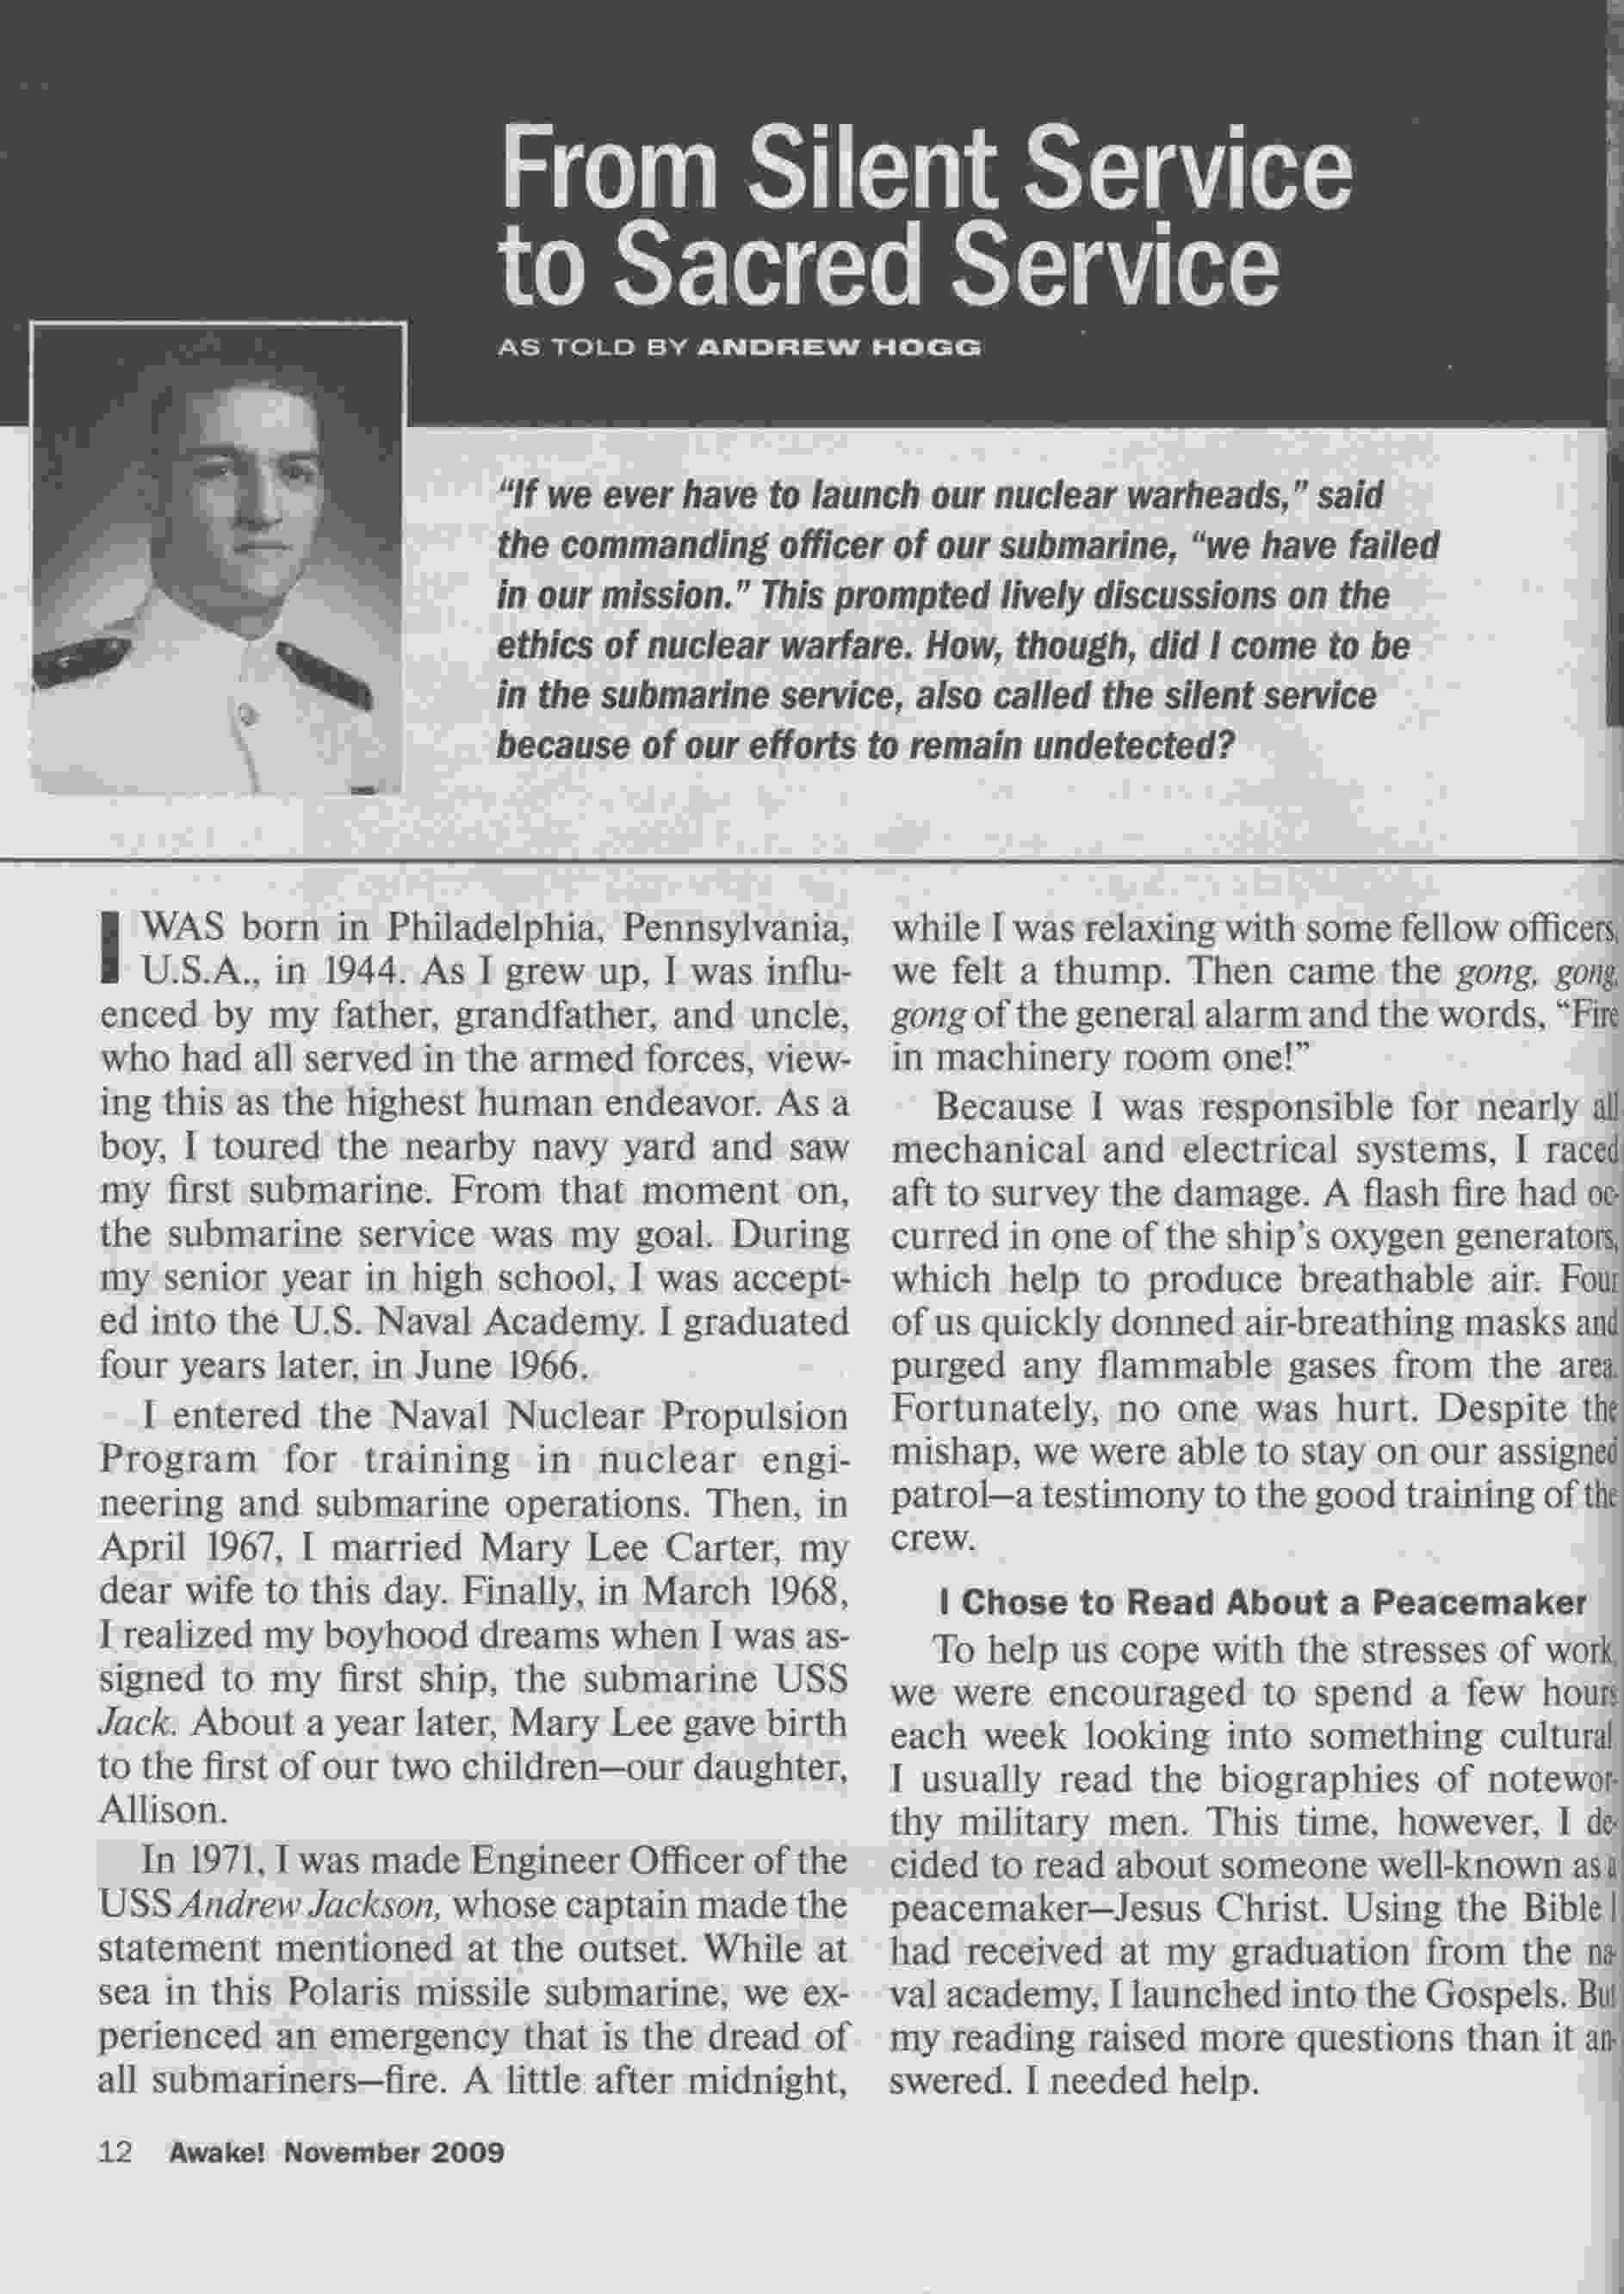 From Silent Service
to Sacred Service
AS TOLD BY ANDREW HOGG
“If we ever have to launch our nuclear warheads,” said
the commanding officer of our submarine, “we have failed
in our mission.” This prompted lively discussions on the
ethics of nuclear warfare. How, though, did I come to be
in the submarine service, also called the silent service
because of our efforts to remain undetected?
I WAS born in Philadelphia, Pennsylvania,
U.S.A., in 1944. As I grew up, I was influ-
enced by my father, grandfather, and uncle,
who had all served in the armed forces, view-
ing this as the highest human endeavor. As a
boy, I toured the nearby navy yard and saw
my first submarine. From that moment on,
the submarine service was my goal. During
my senior year in high school, I was accept-
ed into the U.S. Naval Academy. I graduated
four years later, in June 1966.
I entered the Naval Nuclear Propulsion
Program for training in nuclear engi-
neering and submarine operations. Then, in
April 1967, I married Mary Lee Carter, my
dear wife to this day. Finally, in March 1968,
I realized my boyhood dreams when I was as-
signed to my first ship, the submarine USS
Jack. About a year later, Mary Lee gave birth
to the first of our two children—our daughter,
Allison.
In 1971, I was made Engineer Officer of the
USS Andrew Jackson, whose captain made the
statement mentioned at the outset. While at
sea in this Polaris missile submarine, we ex-
perienced an emergency that is the dread of
all submariners—fire. A little after midnight,
while I was relaxing with some fellow officers,
we felt a thump. Then came the gong, gong,
gong of the general alarm and the words, “Fire
in machinery room one!”
Because I was responsible for nearly all
mechanical and electrical systems, I raced
aft to survey the damage. A flash fire had oc-
curred in one of the ship’s oxygen generators,
which help to produce breathable air. Four
of us quickly donned air-breathing masks and
purged any flammable gases from the area.
Fortunately, no one was hurt. Despite the
mishap, we were able to stay on our assigned
patrol—a testimony to the good training of the
crew.
I Chose to Read About a Peacemaker
To help us cope with the stresses of work,
we were encouraged to spend a few hours
each week looking into something cultural.
I usually read the biographies of notewor-
thy military men. This time, however, I de-
cided to read about someone well-known as a
peacemaker—Jesus Christ. Using the Bible I
had received at my graduation from the na-
val academy, I launched into the Gospels. But
my reading raised more questions than it an-
swered. I needed help.
12 Awake! November 2009